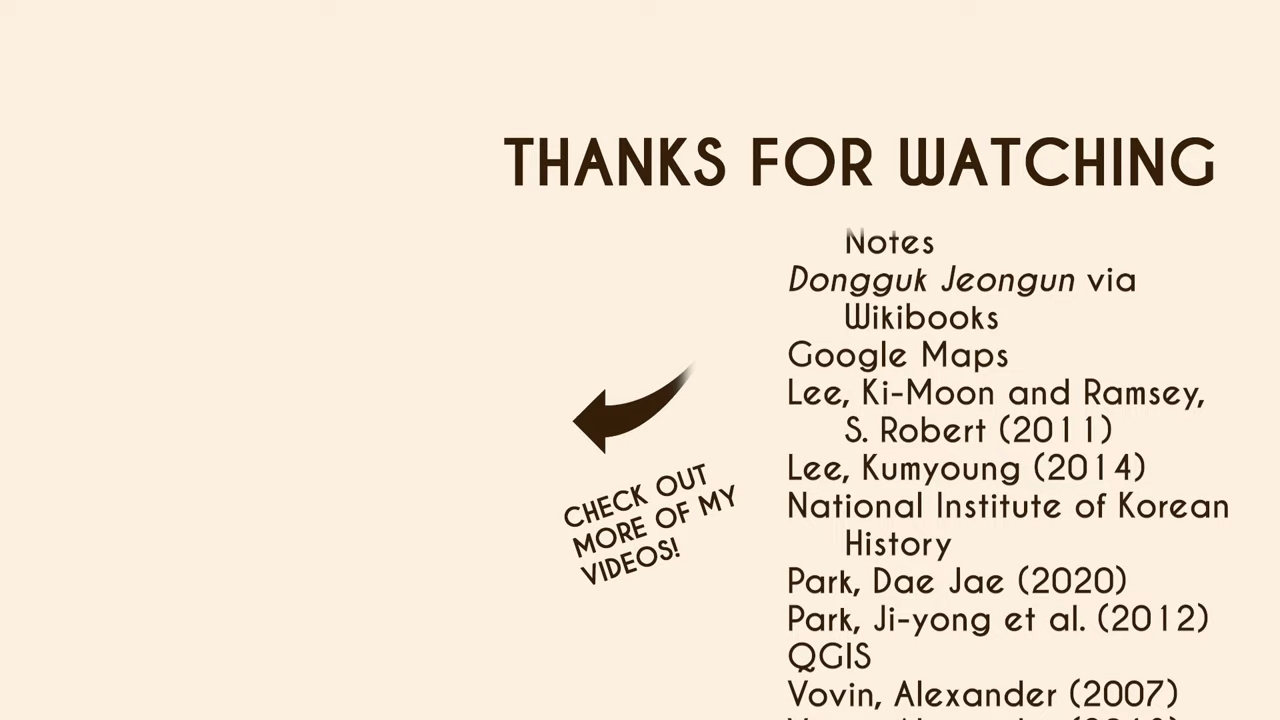 THANKS FOR WATCHING
Notes
Dongguk Jeongun via
Wikibooks
Google Maps
Lee, Ki-Moon and Ramsey,
S. Robert (2011)
Lee, Kumyoung (2014)
National Institute of Korean
History
Park, Dae Jae (2020)
Park, Ji-yong et al. (2012)
QGIS
Vovin, Alexander (2007)
CHECK OUT
MORE OF MY
VIDEOS!